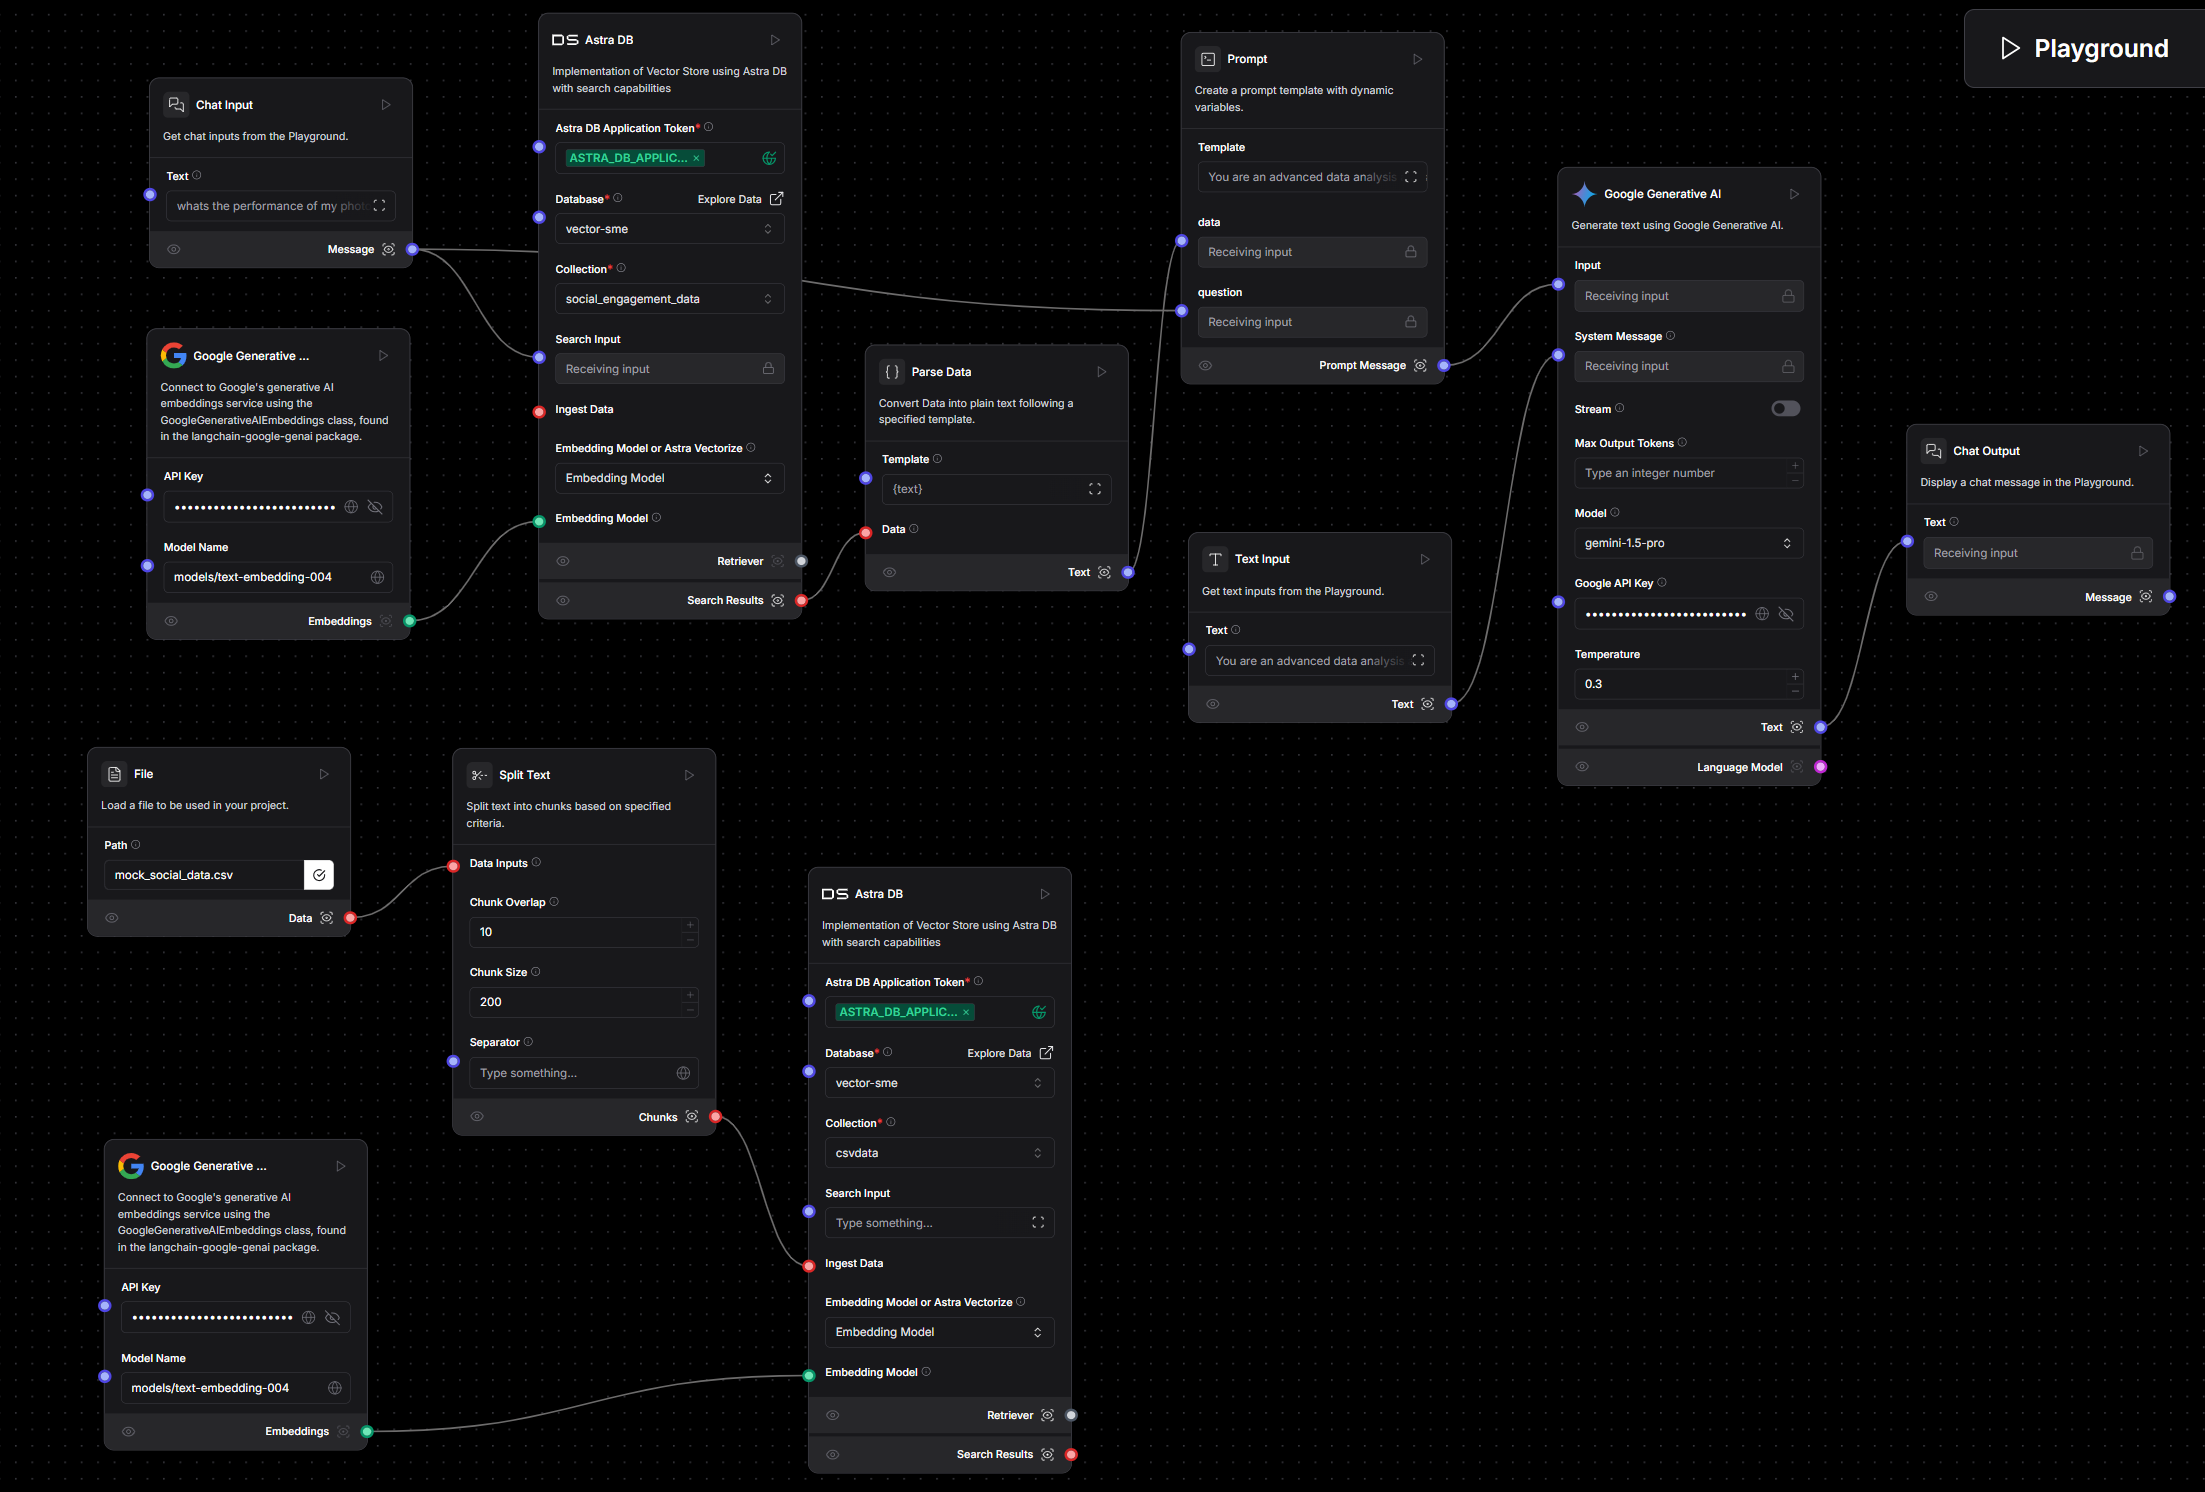 Playground
Chat Input
Get chat inputs from the Playground.
Text
whats the performance of my photo
Message
Google Generative ...
Connect to Google's generative AI
embeddings service using the
GoogleGenerativeAIEmbeddings class, found
in the langchain-google-genai package.
API Key
•••••••••••••••••••••••••
Model Name
models/text-embedding-004
Embeddings
DS Astra DB
Implementation of Vector Store using Astra DB
with search capabilities
Astra DB Application Token*
ASTRA_DB_APPLIC... ×
Database* Explore Data
vector-sme
Collection*
social_engagement_data
Search Input
Receiving input
Ingest Data
Embedding Model or Astra Vectorize
Embedding Model
Embedding Model
Retriever
Search Results
Parse Data
Convert Data into plain text following a
specified template.
Template
{text}
Data
Text
Prompt
Create a prompt template with dynamic
variables.
Template
You are an advanced data analysis
data
Receiving input
question
Receiving input
Prompt Message
Text Input
Get text inputs from the Playground.
Text
You are an advanced data analysis
Text
Google Generative AI
Generate text using Google Generative AI.
Input
Receiving input
System Message
Receiving input
Stream
Max Output Tokens
Type an integer number
Model
gemini-1.5-pro
Google API Key
•••••••••••••••••••••••••
Temperature
0.3
Text
Language Model
Chat Output
Display a chat message in the Playground.
Text
Receiving input
Message
File
Load a file to be used in your project.
Path
mock_social_data.csv
Data
Split Text
Split text into chunks based on specified
criteria.
Data Inputs
Chunk Overlap
10
Chunk Size
200
Separator
Type something...
Chunks
Google Generative ...
Connect to Google's generative AI
embeddings service using the
GoogleGenerativeAIEmbeddings class, found
in the langchain-google-genai package.
API Key
•••••••••••••••••••••••••
Model Name
models/text-embedding-004
Embeddings
DS Astra DB
Implementation of Vector Store using Astra DB
with search capabilities
Astra DB Application Token*
ASTRA_DB_APPLIC... ×
Database* Explore Data
vector-sme
Collection*
csvdata
Search Input
Type something...
Ingest Data
Embedding Model or Astra Vectorize
Embedding Model
Embedding Model
Retriever
Search Results